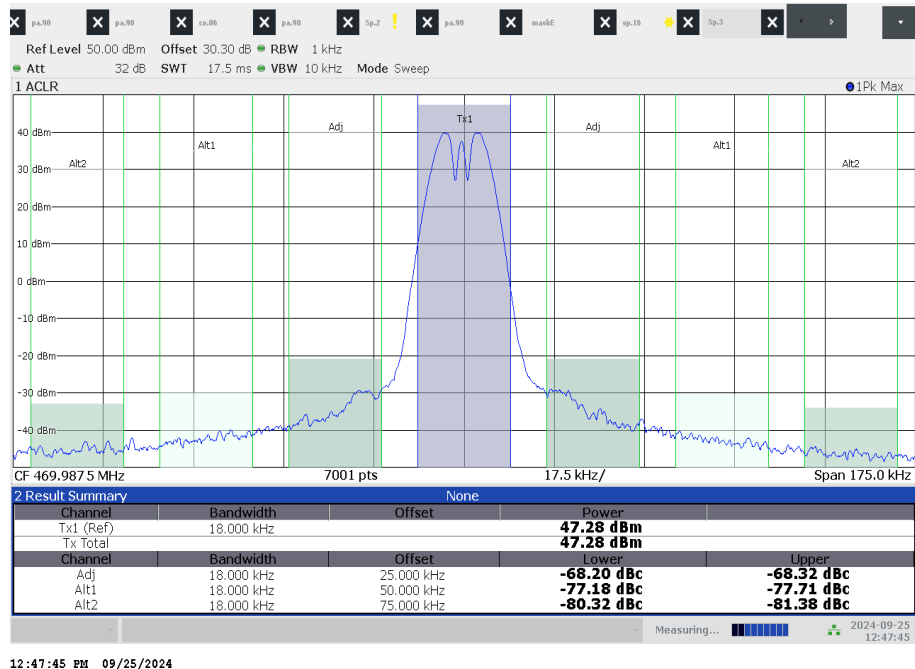 pa.90 pa.90 co.06 pa.90 Sp.2 pa.90 maskE sp.16 Sp.3
Ref Level 50.00 dBm Offset 30.30 dB RBW 1 kHz
Att 32 dB SWT 17.5 ms VBW 10 kHz Mode Sweep
1 ACLR 1Pk Max
Tx1
Adj Adj
40 dBm
Alt1 Alt1
Alt2 Alt2
30 dBm
20 dBm
10 dBm
0 dBm
-10 dBm
-20 dBm
-30 dBm
-40 dBm
CF 469.9875 MHz 7001 pts 17.5 kHz/ Span 175.0 kHz
2 Result Summary None
Channel Bandwidth Offset Power
Tx1 (Ref) 18.000 kHz 47.28 dBm
Tx Total 47.28 dBm
Channel Bandwidth Offset Lower Upper
Adj 18.000 kHz 25.000 kHz -68.20 dBc -68.32 dBc
Alt1 18.000 kHz 50.000 kHz -77.18 dBc -77.71 dBc
Alt2 18.000 kHz 75.000 kHz -80.32 dBc -81.38 dBc
Measuring... 2024-09-25
12:47:45
12:47:45 PM 09/25/2024